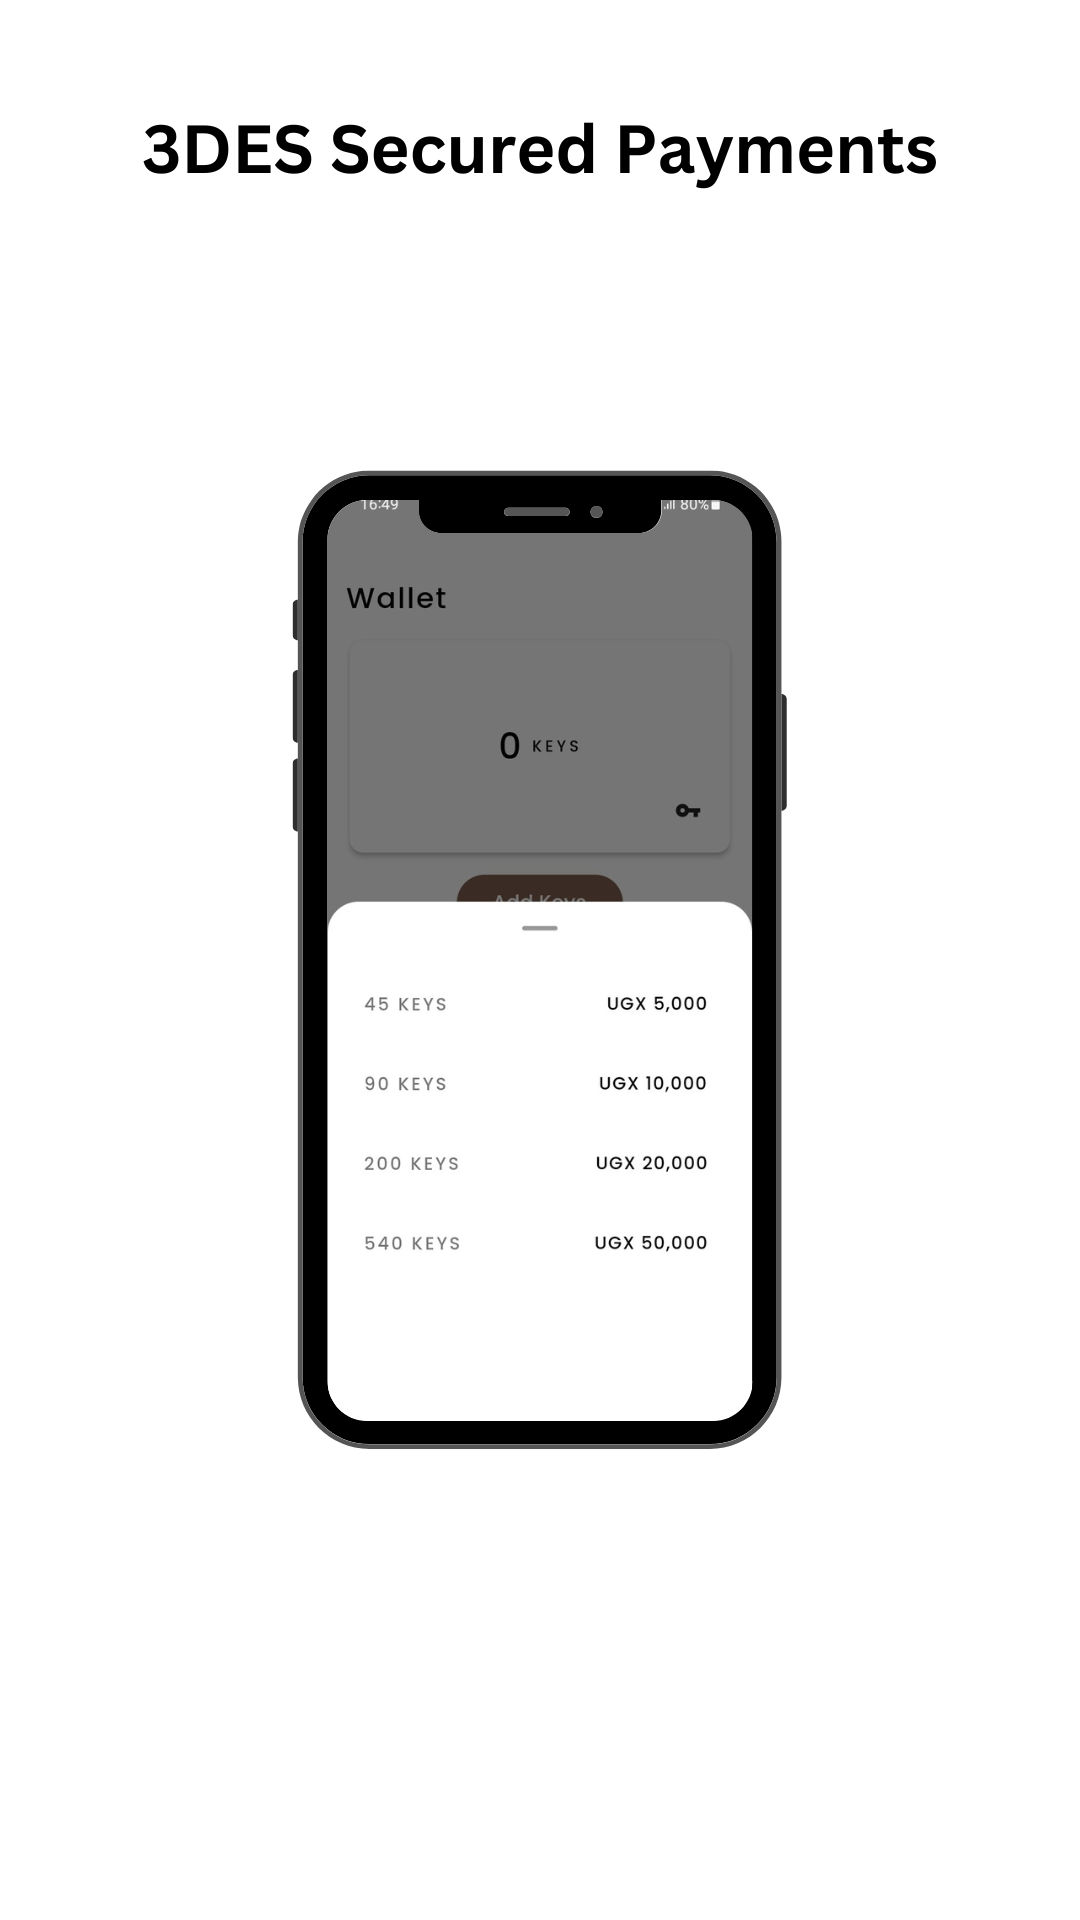 3DES Secured Payments
16:49 80%
Wallet
0 KEYS
Add Keys
45 KEYS UGX 5,000
90 KEYS UGX 10,000
200 KEYS UGX 20,000
540 KEYS UGX 50,000